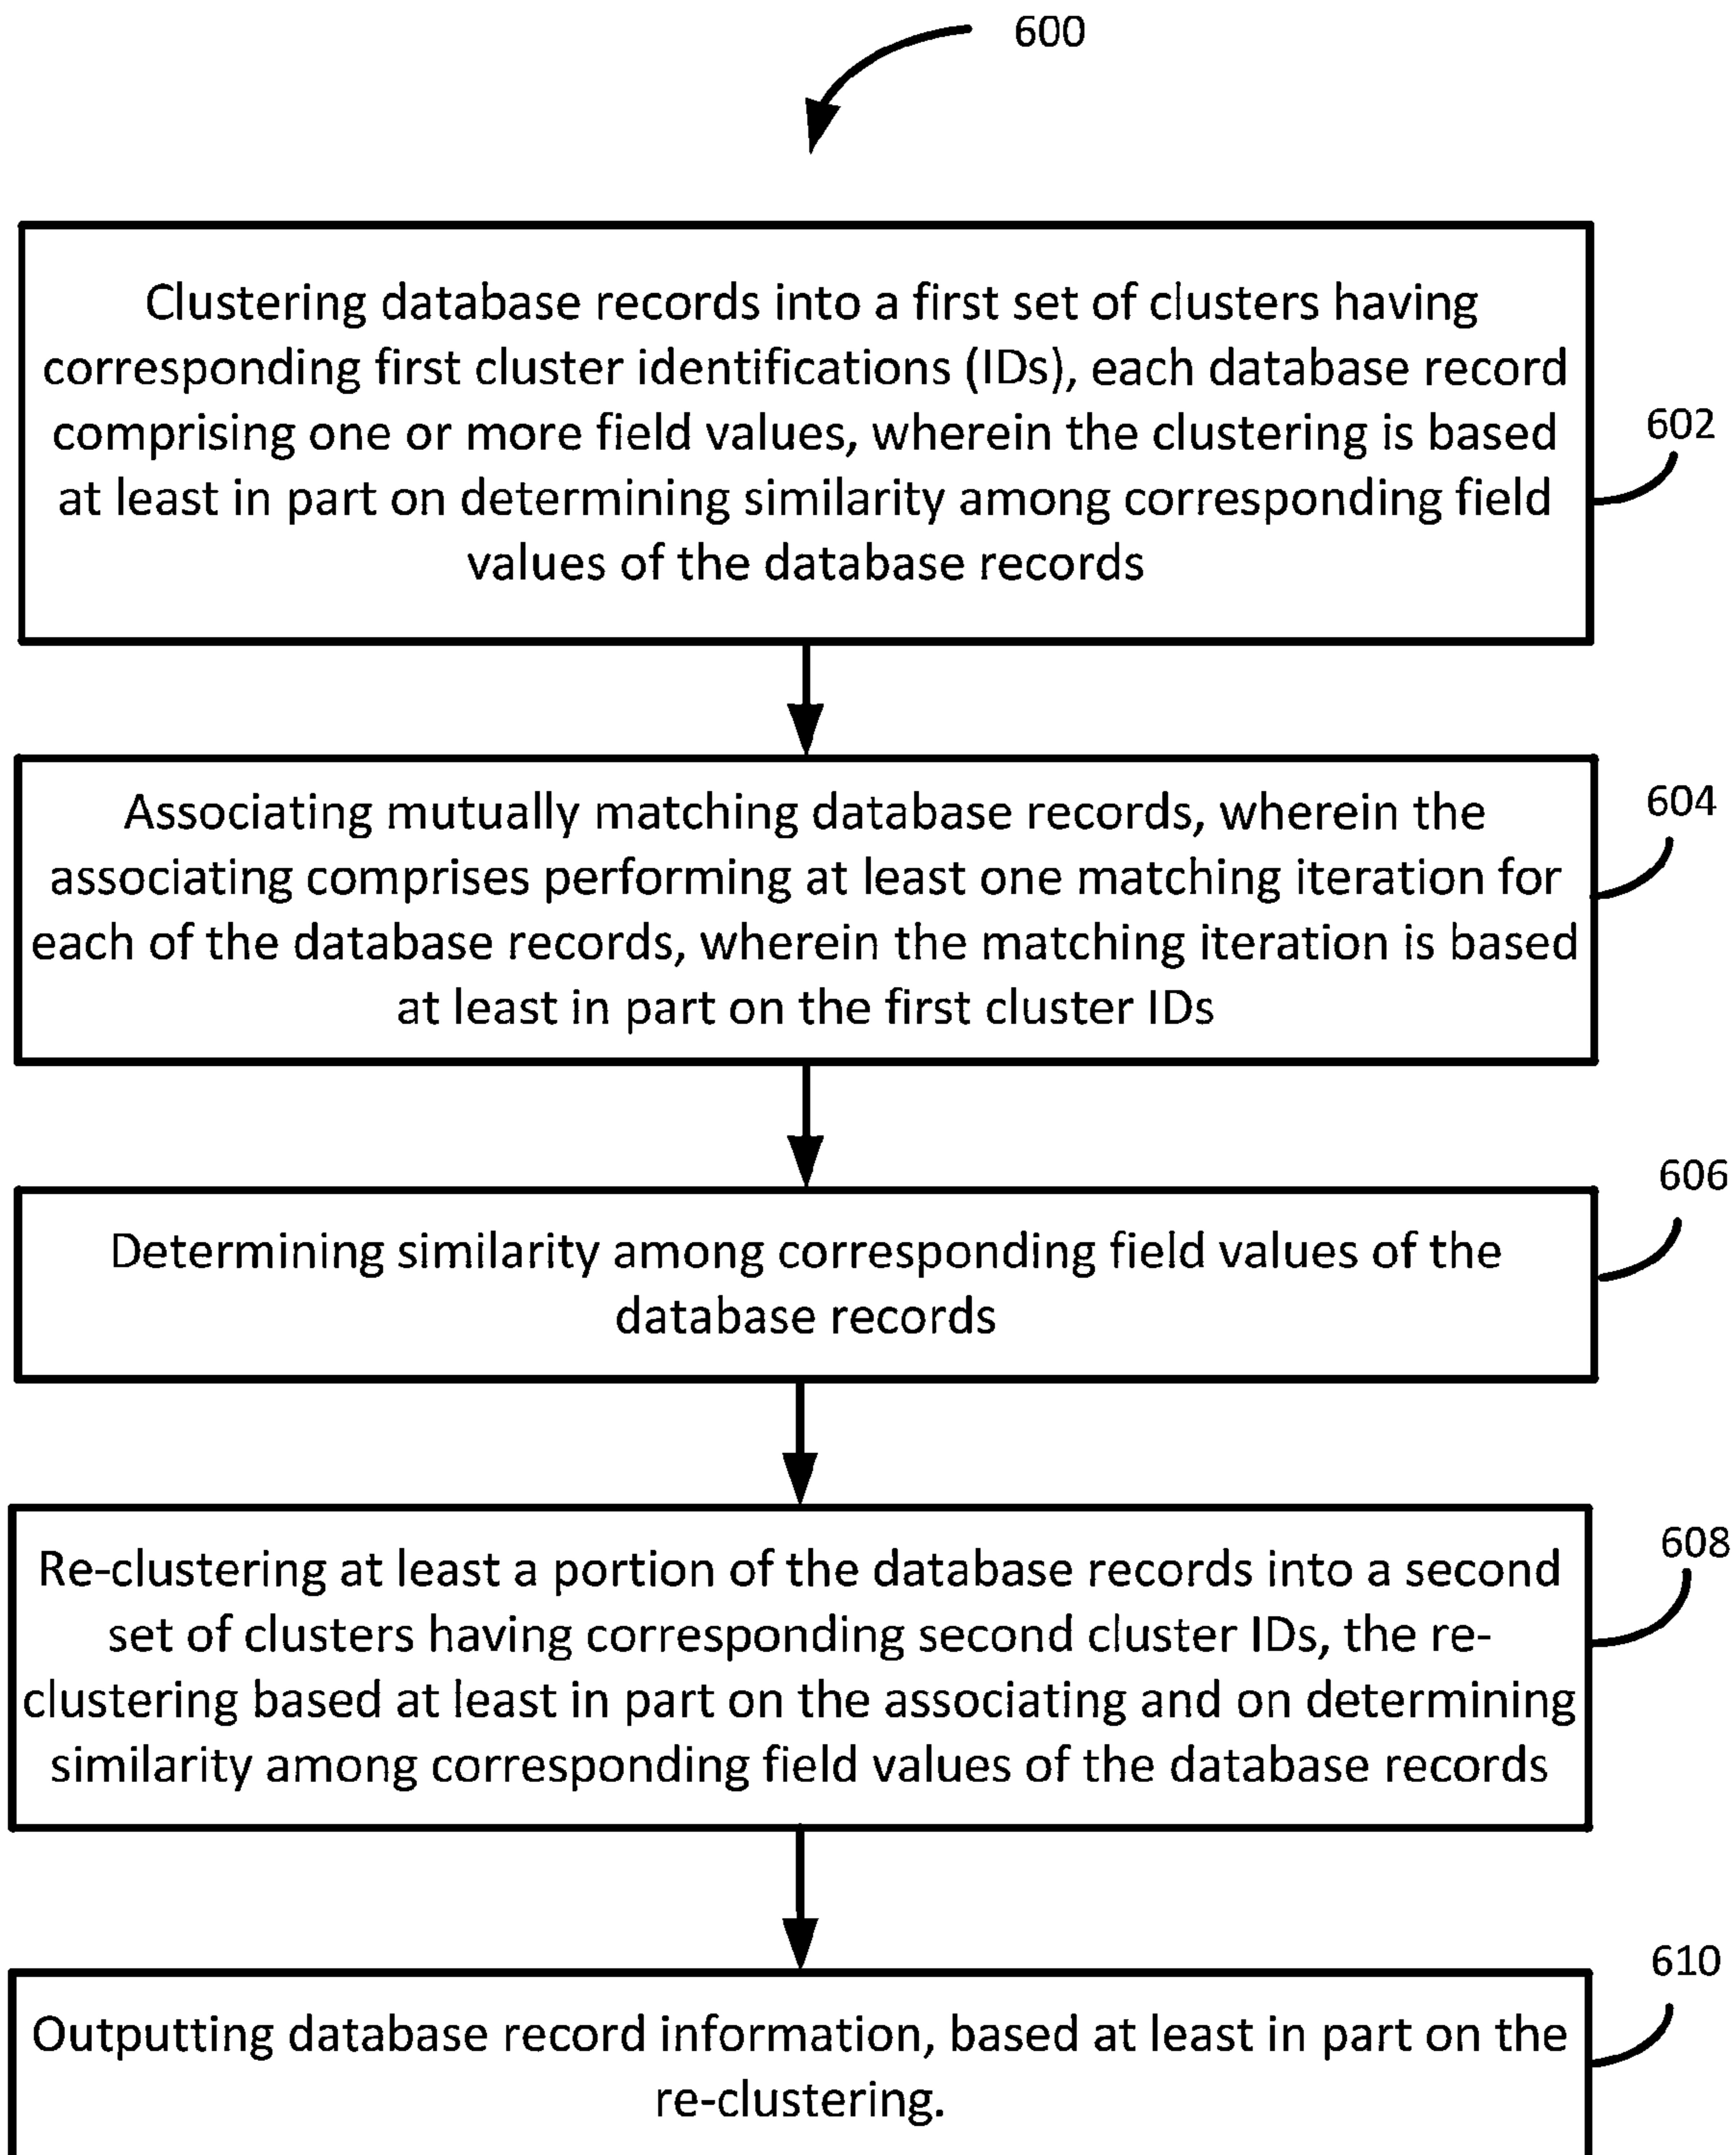 600
Clustering database records into a first set of clusters having
corresponding first cluster identifications (IDs), each database record
comprising one or more field values, wherein the clustering is based
at least in part on determining similarity among corresponding field
values of the database records
602
Associating mutually matching database records, wherein the
associating comprises performing at least one matching iteration for
each of the database records, wherein the matching iteration is based
at least in part on the first cluster IDs
604
Determining similarity among corresponding field values of the
database records
606
Re-clustering at least a portion of the database records into a second
set of clusters having corresponding second cluster IDs, the re-
clustering based at least in part on the associating and on determining
similarity among corresponding field values of the database records
608
Outputting database record information, based at least in part on the
re-clustering.
610